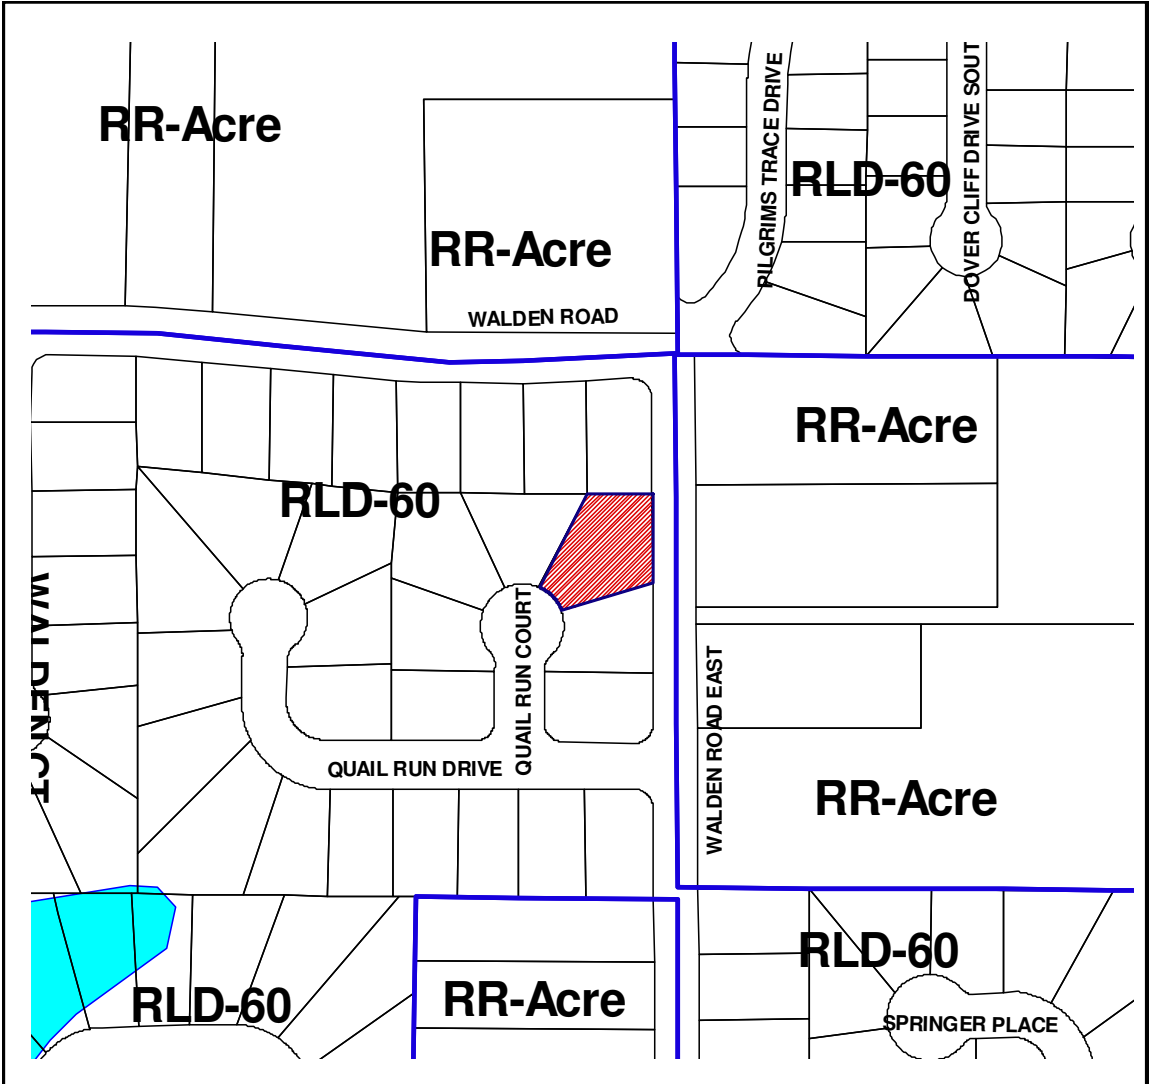 PILGRIMS TRACE DRIVE
DOVER CLIFF DRIVE SOUT
RR-Acre
RLD-60
RR-Acre
WALDEN ROAD
RR-Acre
RLD-60
WALDEN CT
QUAIL RUN COURT
WALDEN ROAD EAST
QUAIL RUN DRIVE
RR-Acre
RLD-60
RLD-60
RR-Acre
SPRINGER PLACE